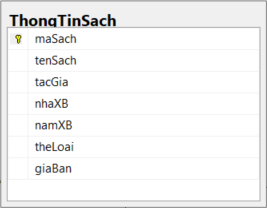 ThongTinSach
maSach
tenSach
tacGia
nhaXB
namXB
theLoai
giaBan